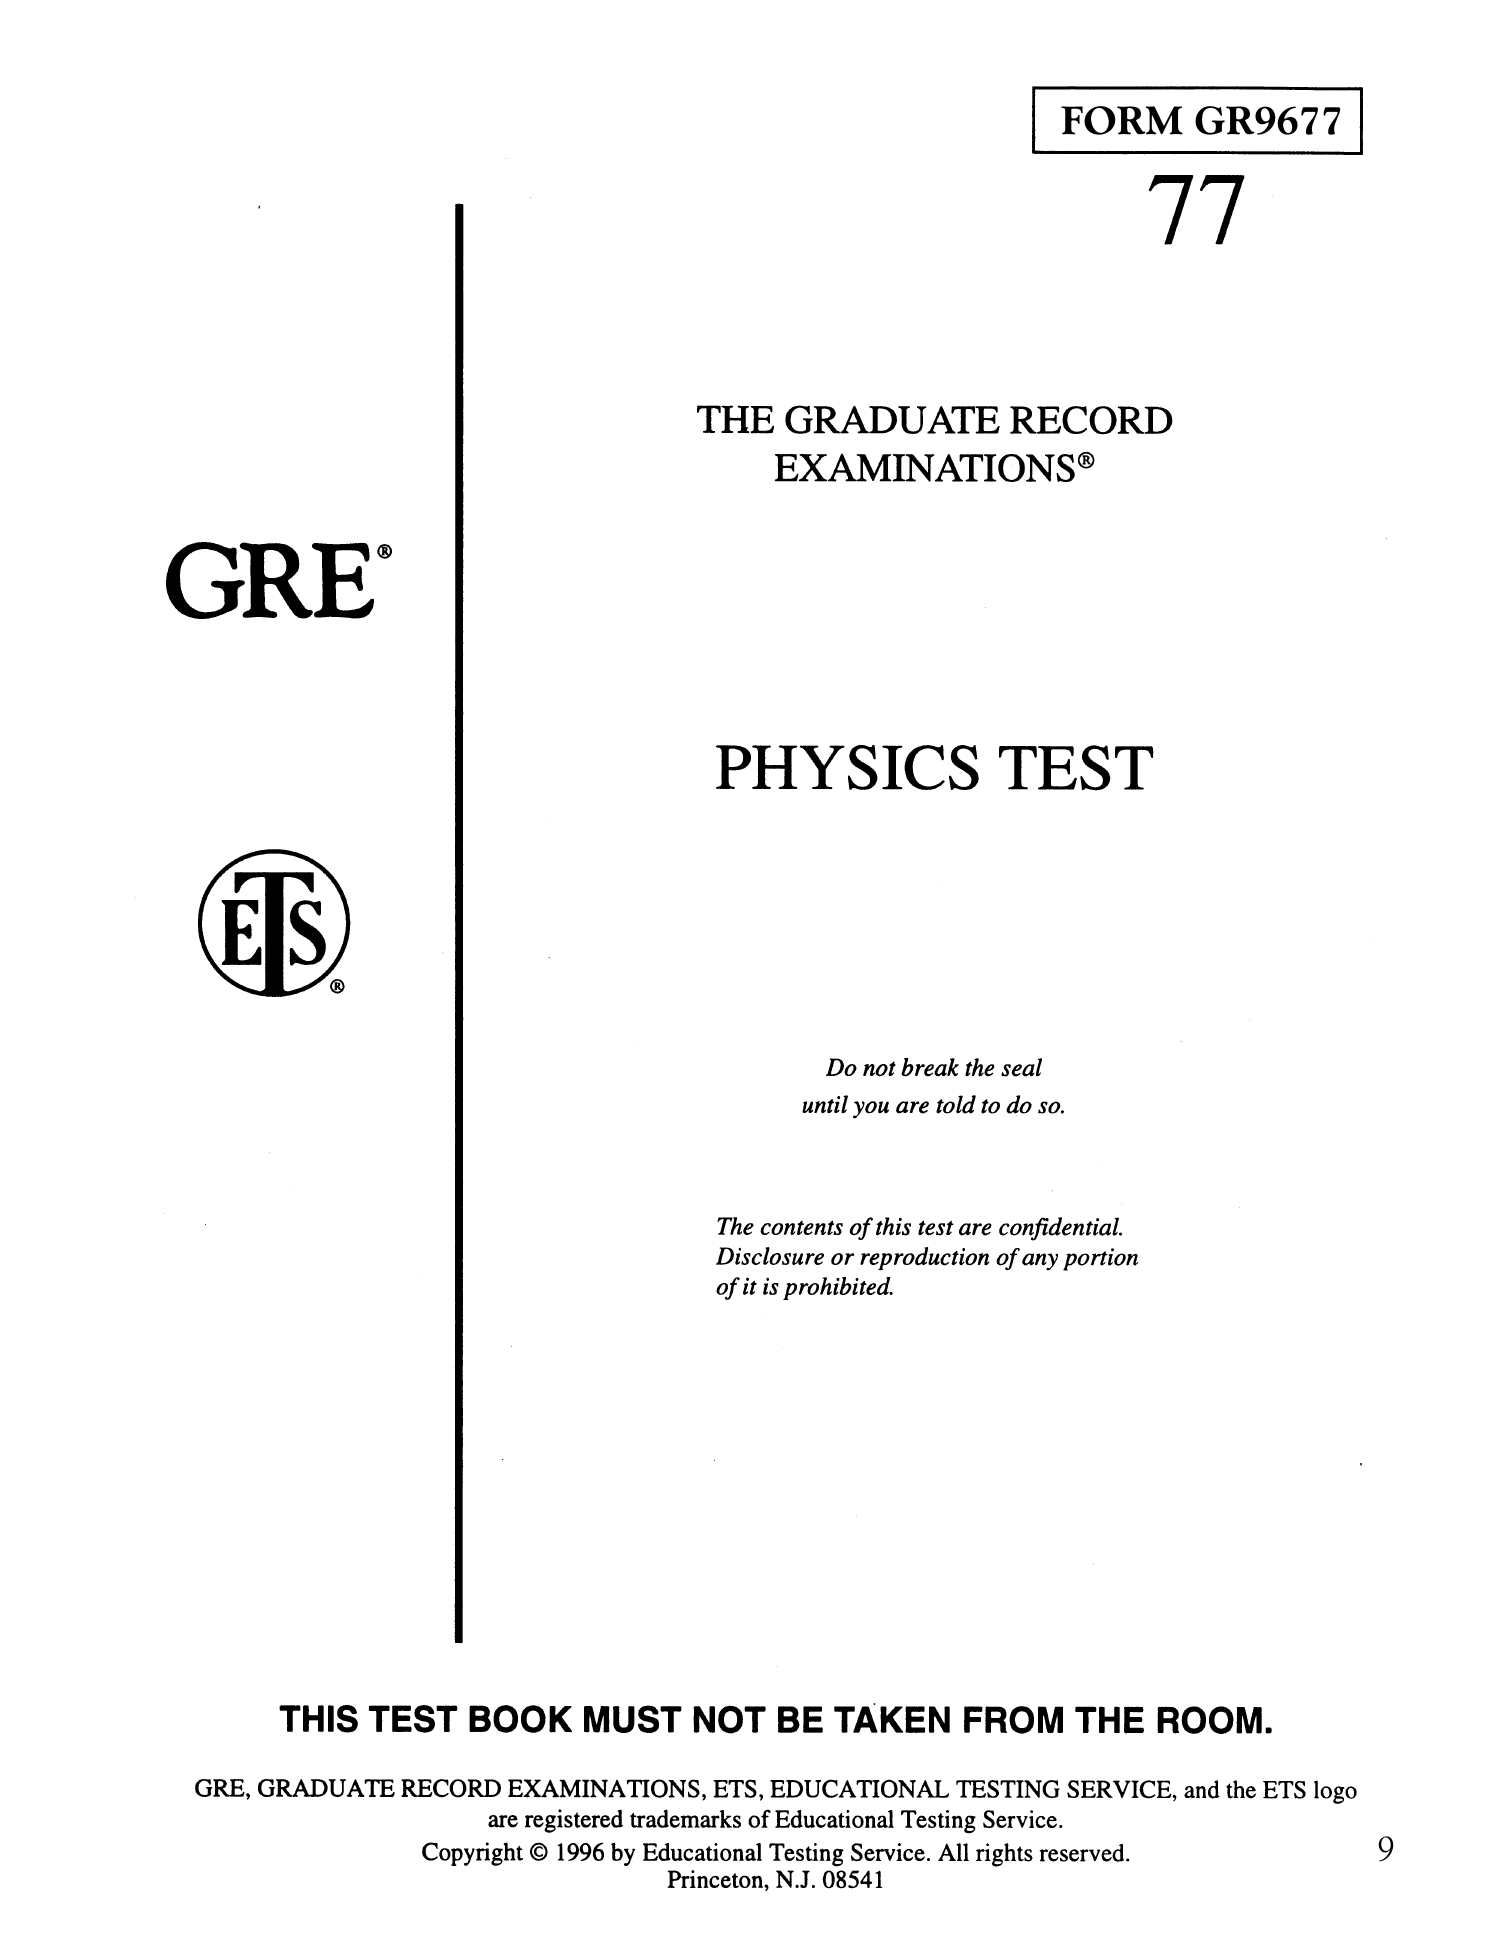 FORM GR9677
77
THE GRADUATE RECORD
EXAMINATIONS®
GRE®
PHYSICS TEST
ETS®
Do not break the seal
until you are told to do so.
The contents of this test are confidential.
Disclosure or reproduction of any portion
of it is prohibited.
THIS TEST BOOK MUST NOT BE TAKEN FROM THE ROOM.
GRE, GRADUATE RECORD EXAMINATIONS, ETS, EDUCATIONAL TESTING SERVICE, and the ETS logo
are registered trademarks of Educational Testing Service.
Copyright © 1996 by Educational Testing Service. All rights reserved.
Princeton, N.J. 08541
9